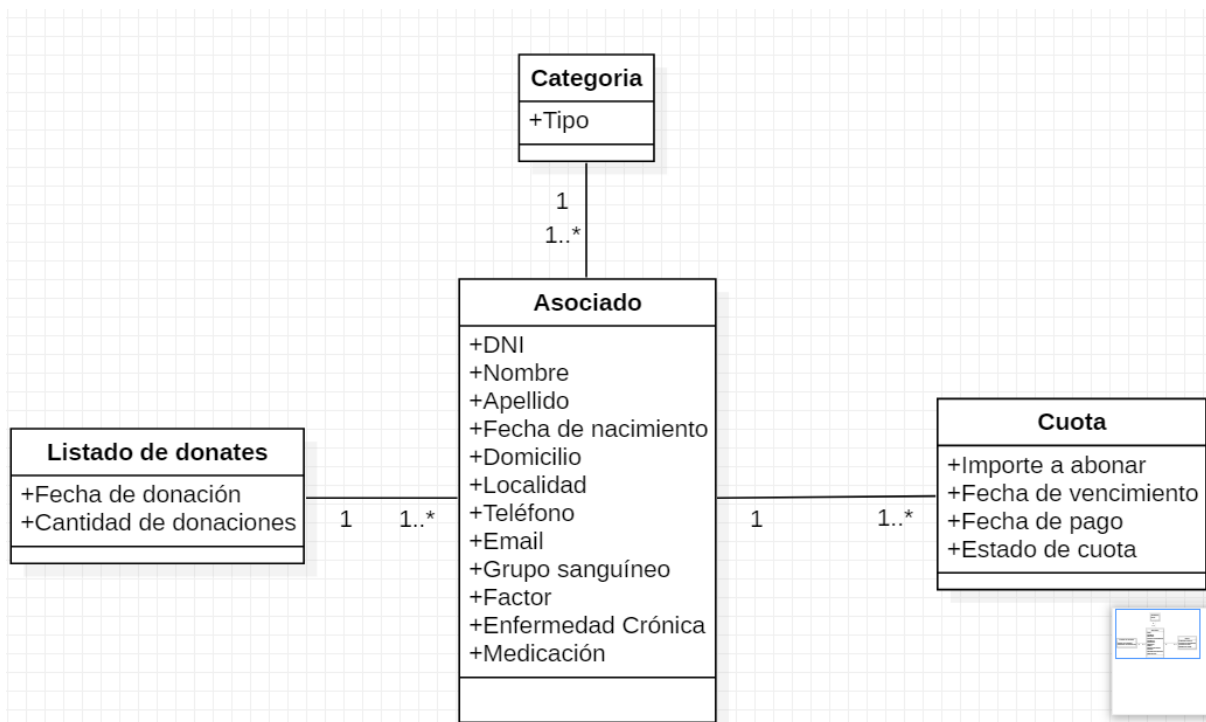 Categoria
+Tipo
1
1..*
Asociado
+DNI
+Nombre
+Apellido
+Fecha de nacimiento
+Domicilio
+Localidad
+Teléfono
+Email
+Grupo sanguíneo
+Factor
+Enfermedad Crónica
+Medicación
Listado de donates
+Fecha de donación
+Cantidad de donaciones
1
1..*
1
1..*
Cuota
+Importe a abonar
+Fecha de vencimiento
+Fecha de pago
+Estado de cuota